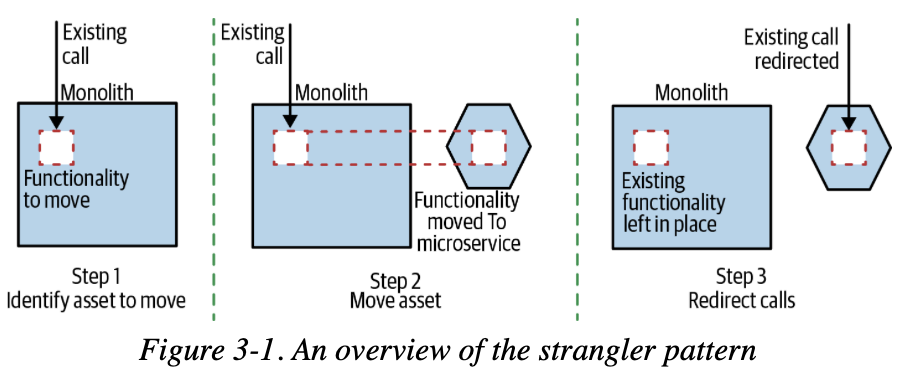 Existing
call
Monolith
Functionality
to move
Step 1
Identify asset to move
Existing
call
Monolith
Functionality
moved To
microservice
Step 2
Move asset
Existing call
redirected
Monolith
Existing
functionality
left in place
Step 3
Redirect calls
Figure 3-1. An overview of the strangler pattern